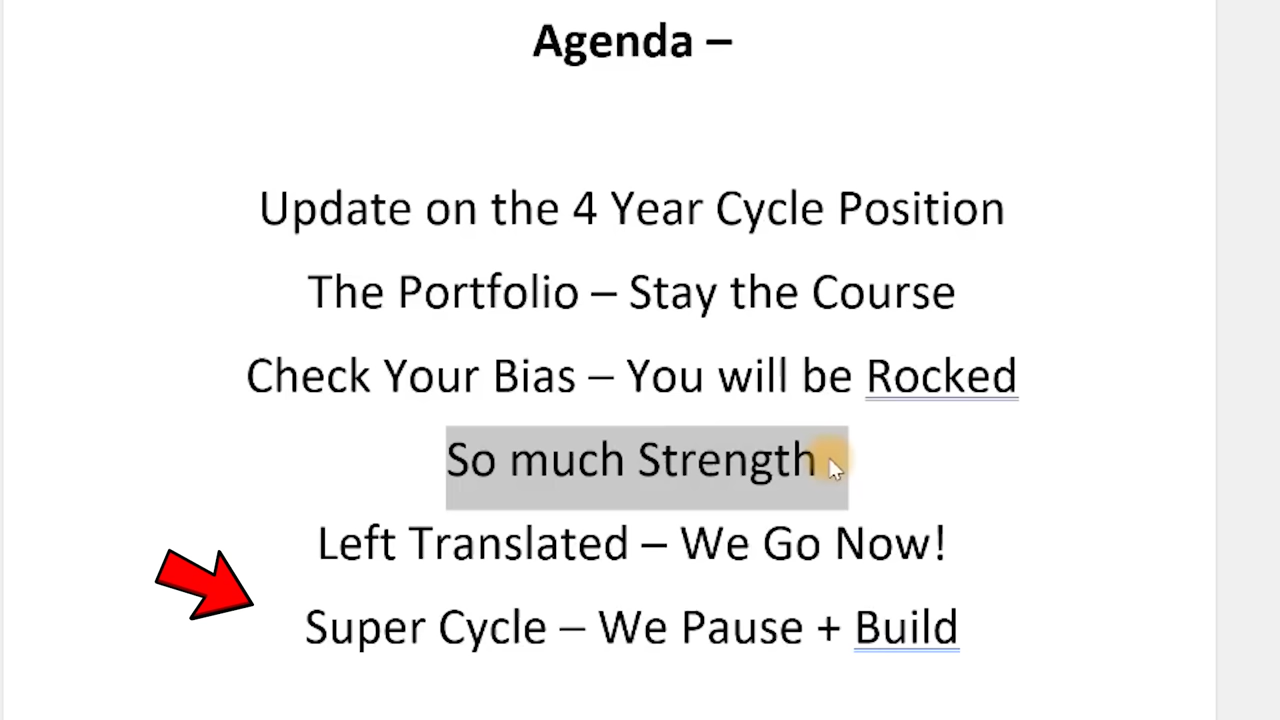 Agenda –
Update on the 4 Year Cycle Position
The Portfolio – Stay the Course
Check Your Bias – You will be Rocked
So much Strength
Left Translated – We Go Now!
Super Cycle – We Pause + Build